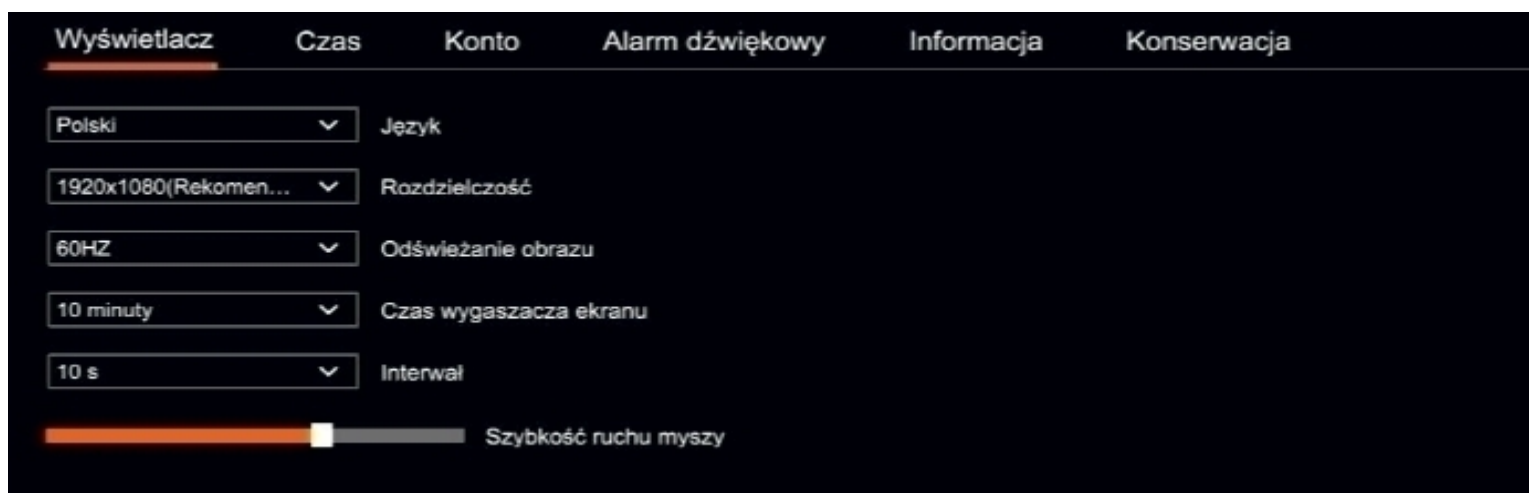 Wyświetlacz Czas Konto Alarm dźwiękowy Informacja Konserwacja
Polski Język
1920x1080(Rekomen... Rozdzielczość
60HZ Odświeżanie obrazu
10 minuty Czas wygaszacza ekranu
10 s Interwał
Szybkość ruchu myszy